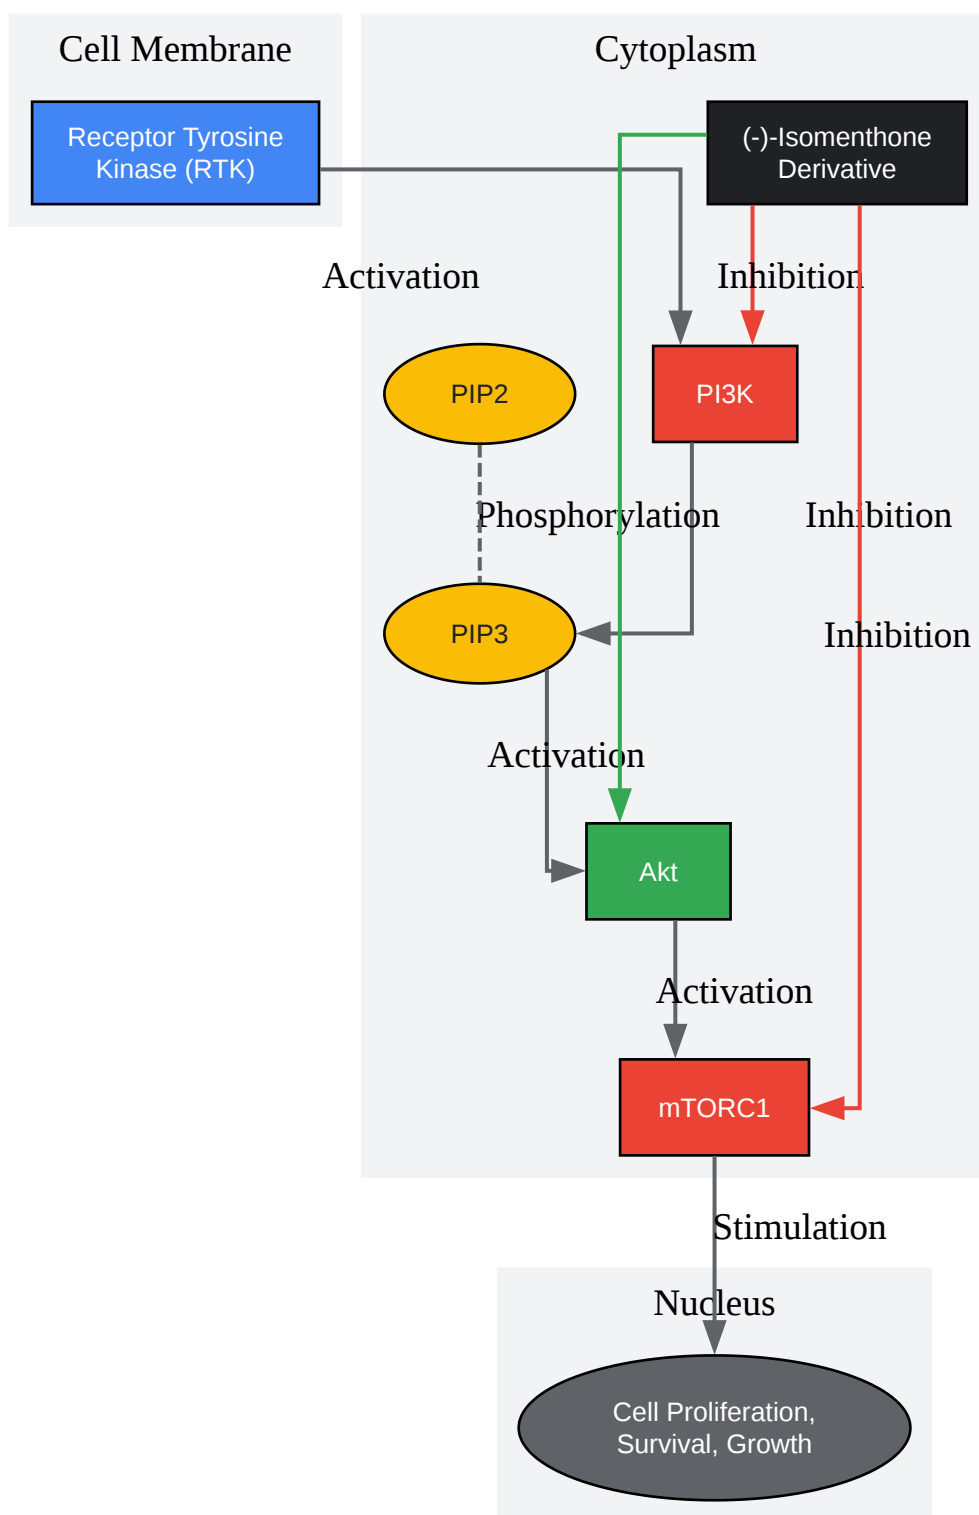 Cell Membrane
Cytoplasm
Receptor Tyrosine
Kinase (RTK)
(-)-Isomenthone
Derivative
Activation
Inhibition
PIP2
PI3K
Phosphorylation
Inhibition
PIP3
Inhibition
Activation
Akt
Activation
mTORC1
Stimulation
Nucleus
Cell Proliferation,
Survival, Growth